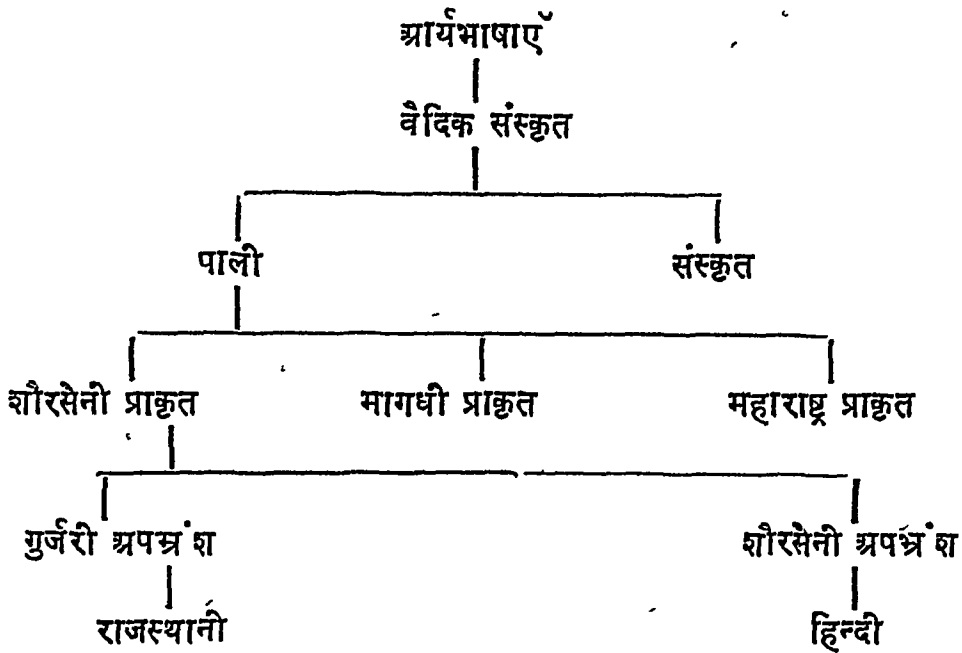 आर्यभाषाएँ
वैदिक संस्कृत
पाली संस्कृत
शौरसेनी प्राकृत मागधी प्राकृत महाराष्ट्र प्राकृत
गुर्जरी अपभ्रंश शौरसेनी अपभ्रंश
राजस्थानी हिन्दी